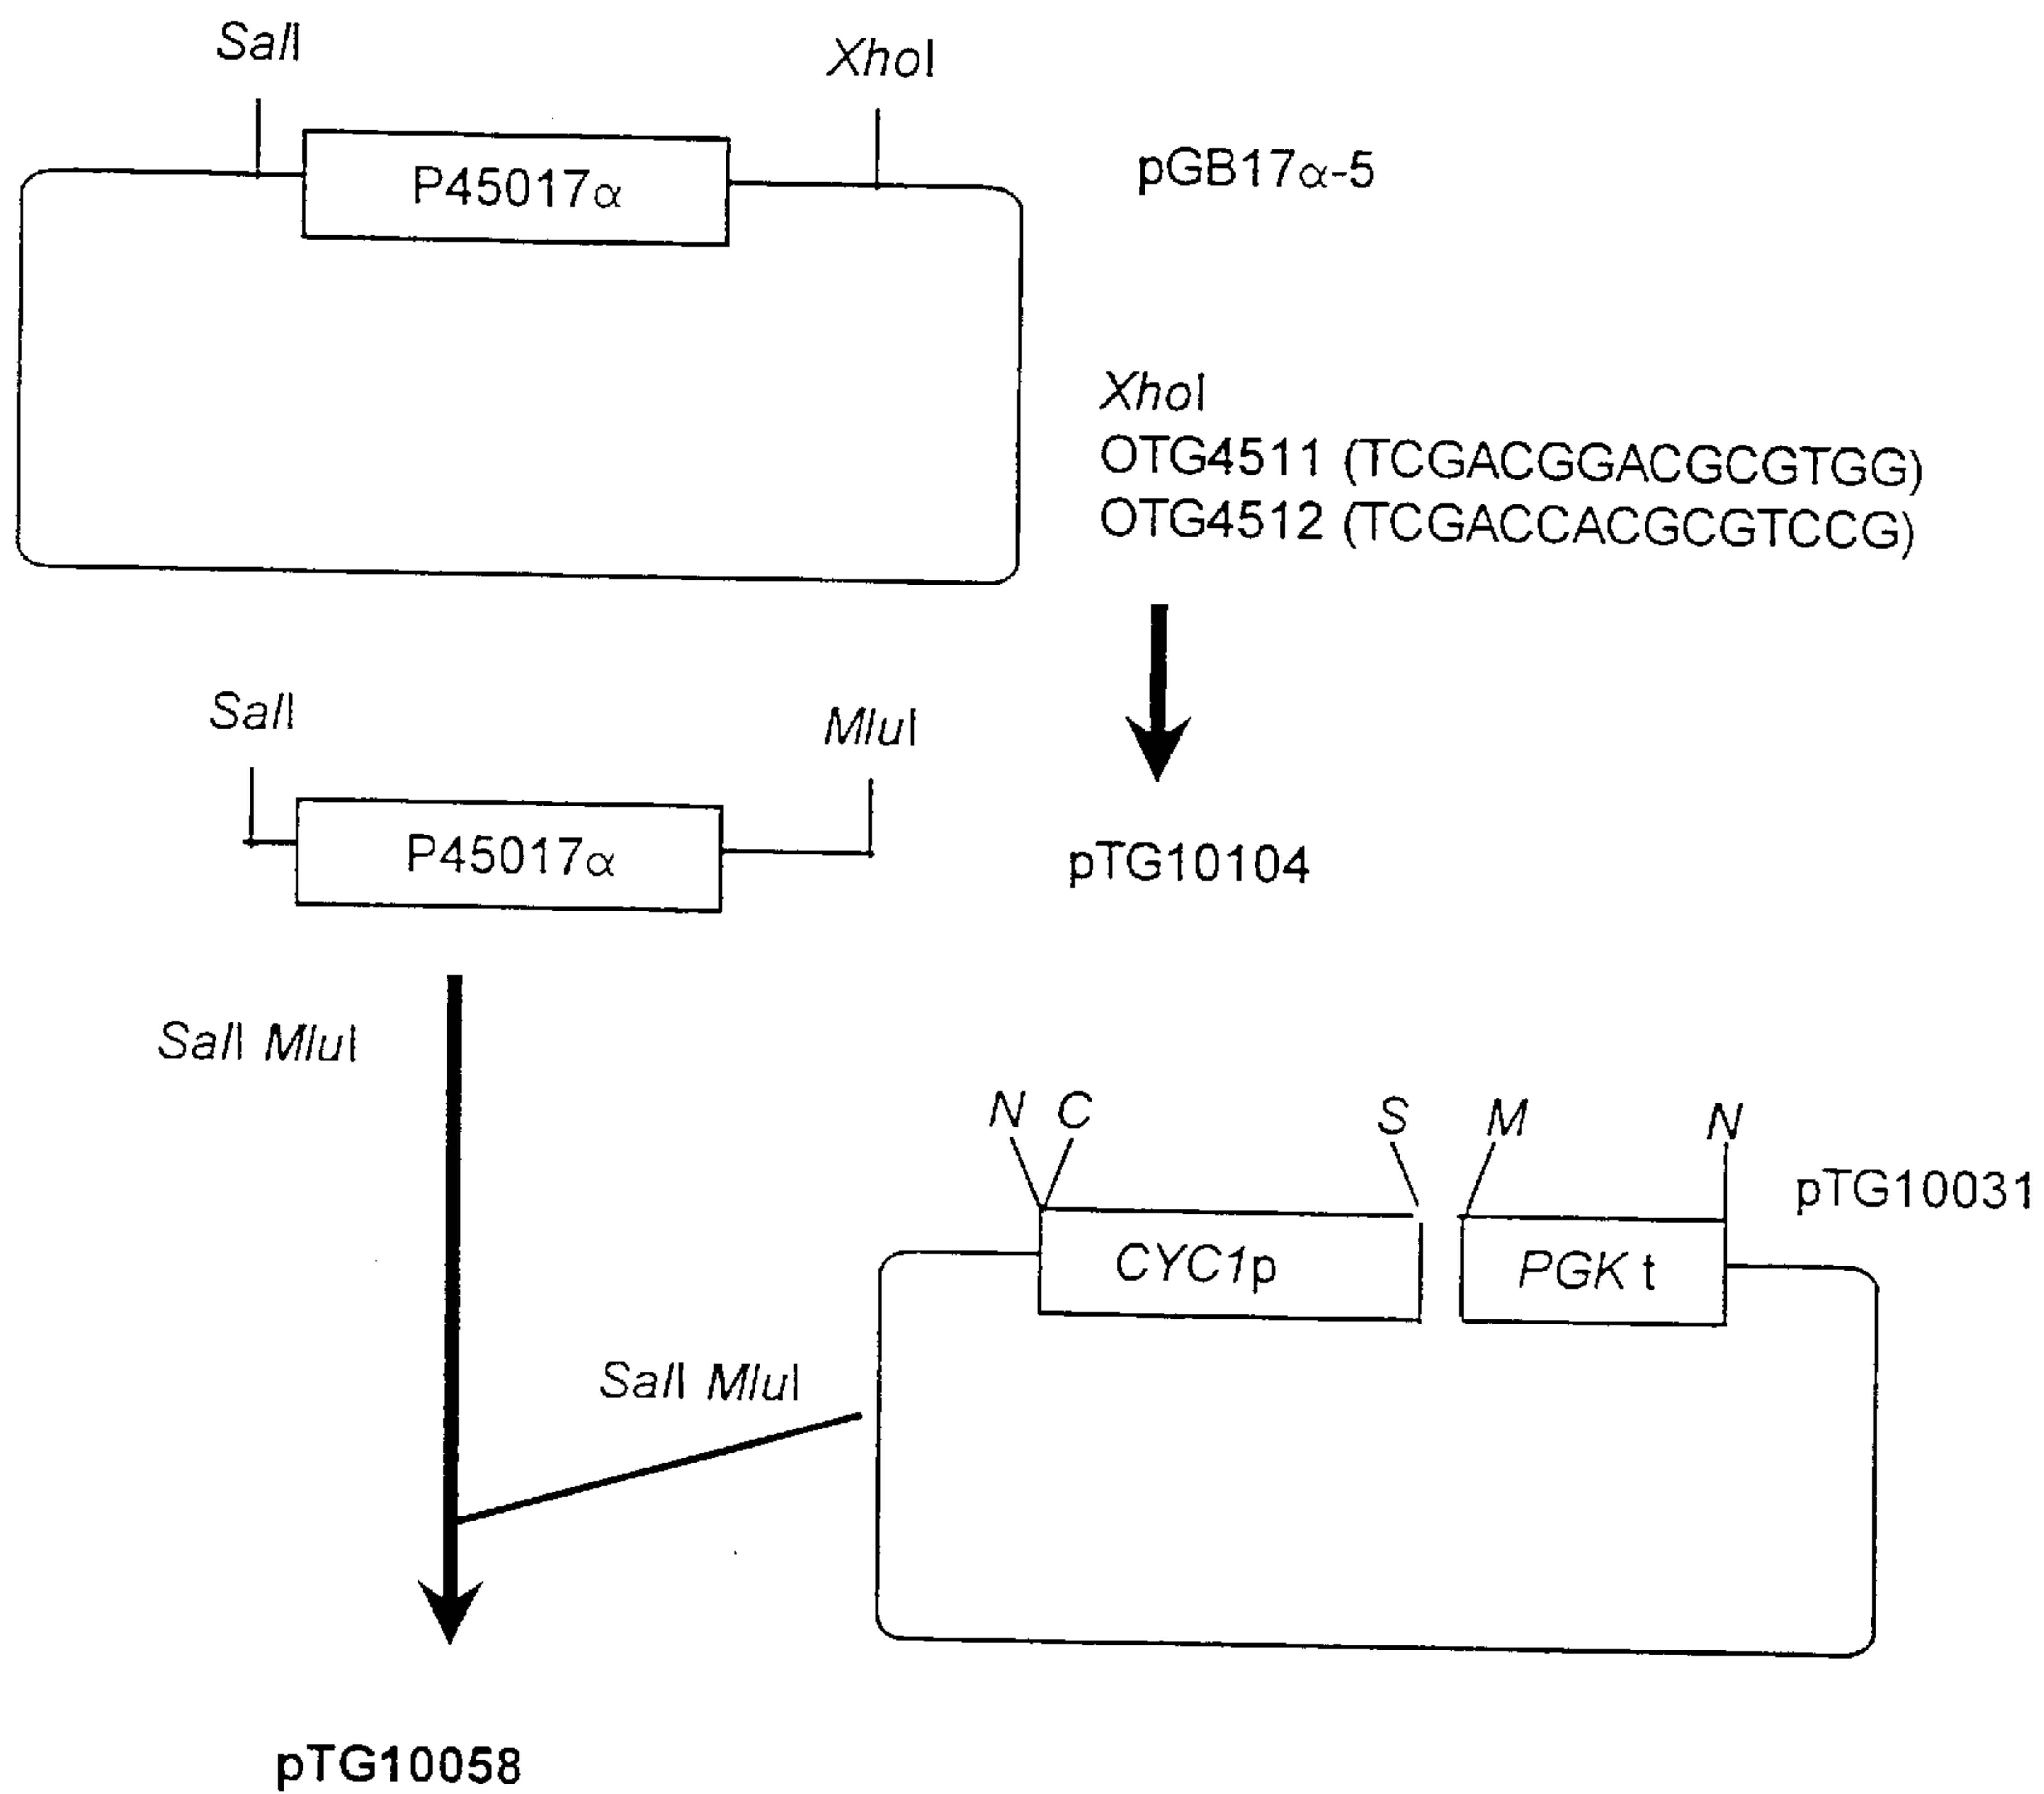 SalI
XhoI
P45017α
pGB17α-5
XhoI
OTG4511 (TCGACGGACGCGTGG)
OTG4512 (TCGACCACGCGTCCG)
SalI
MluI
P45017α
pTG10104
SalI MluI
N C S M N
pTG10031
CYC1p
PGK t
SalI MluI
pTG10058